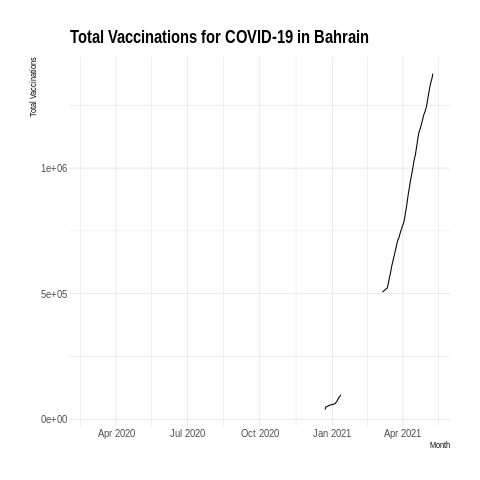 Total Vaccinations for COVID-19 in Bahrain
Total Vaccinations
1e+06
5e+05
0e+00
Apr 2020 Jul 2020 Oct 2020 Jan 2021 Apr 2021
Month